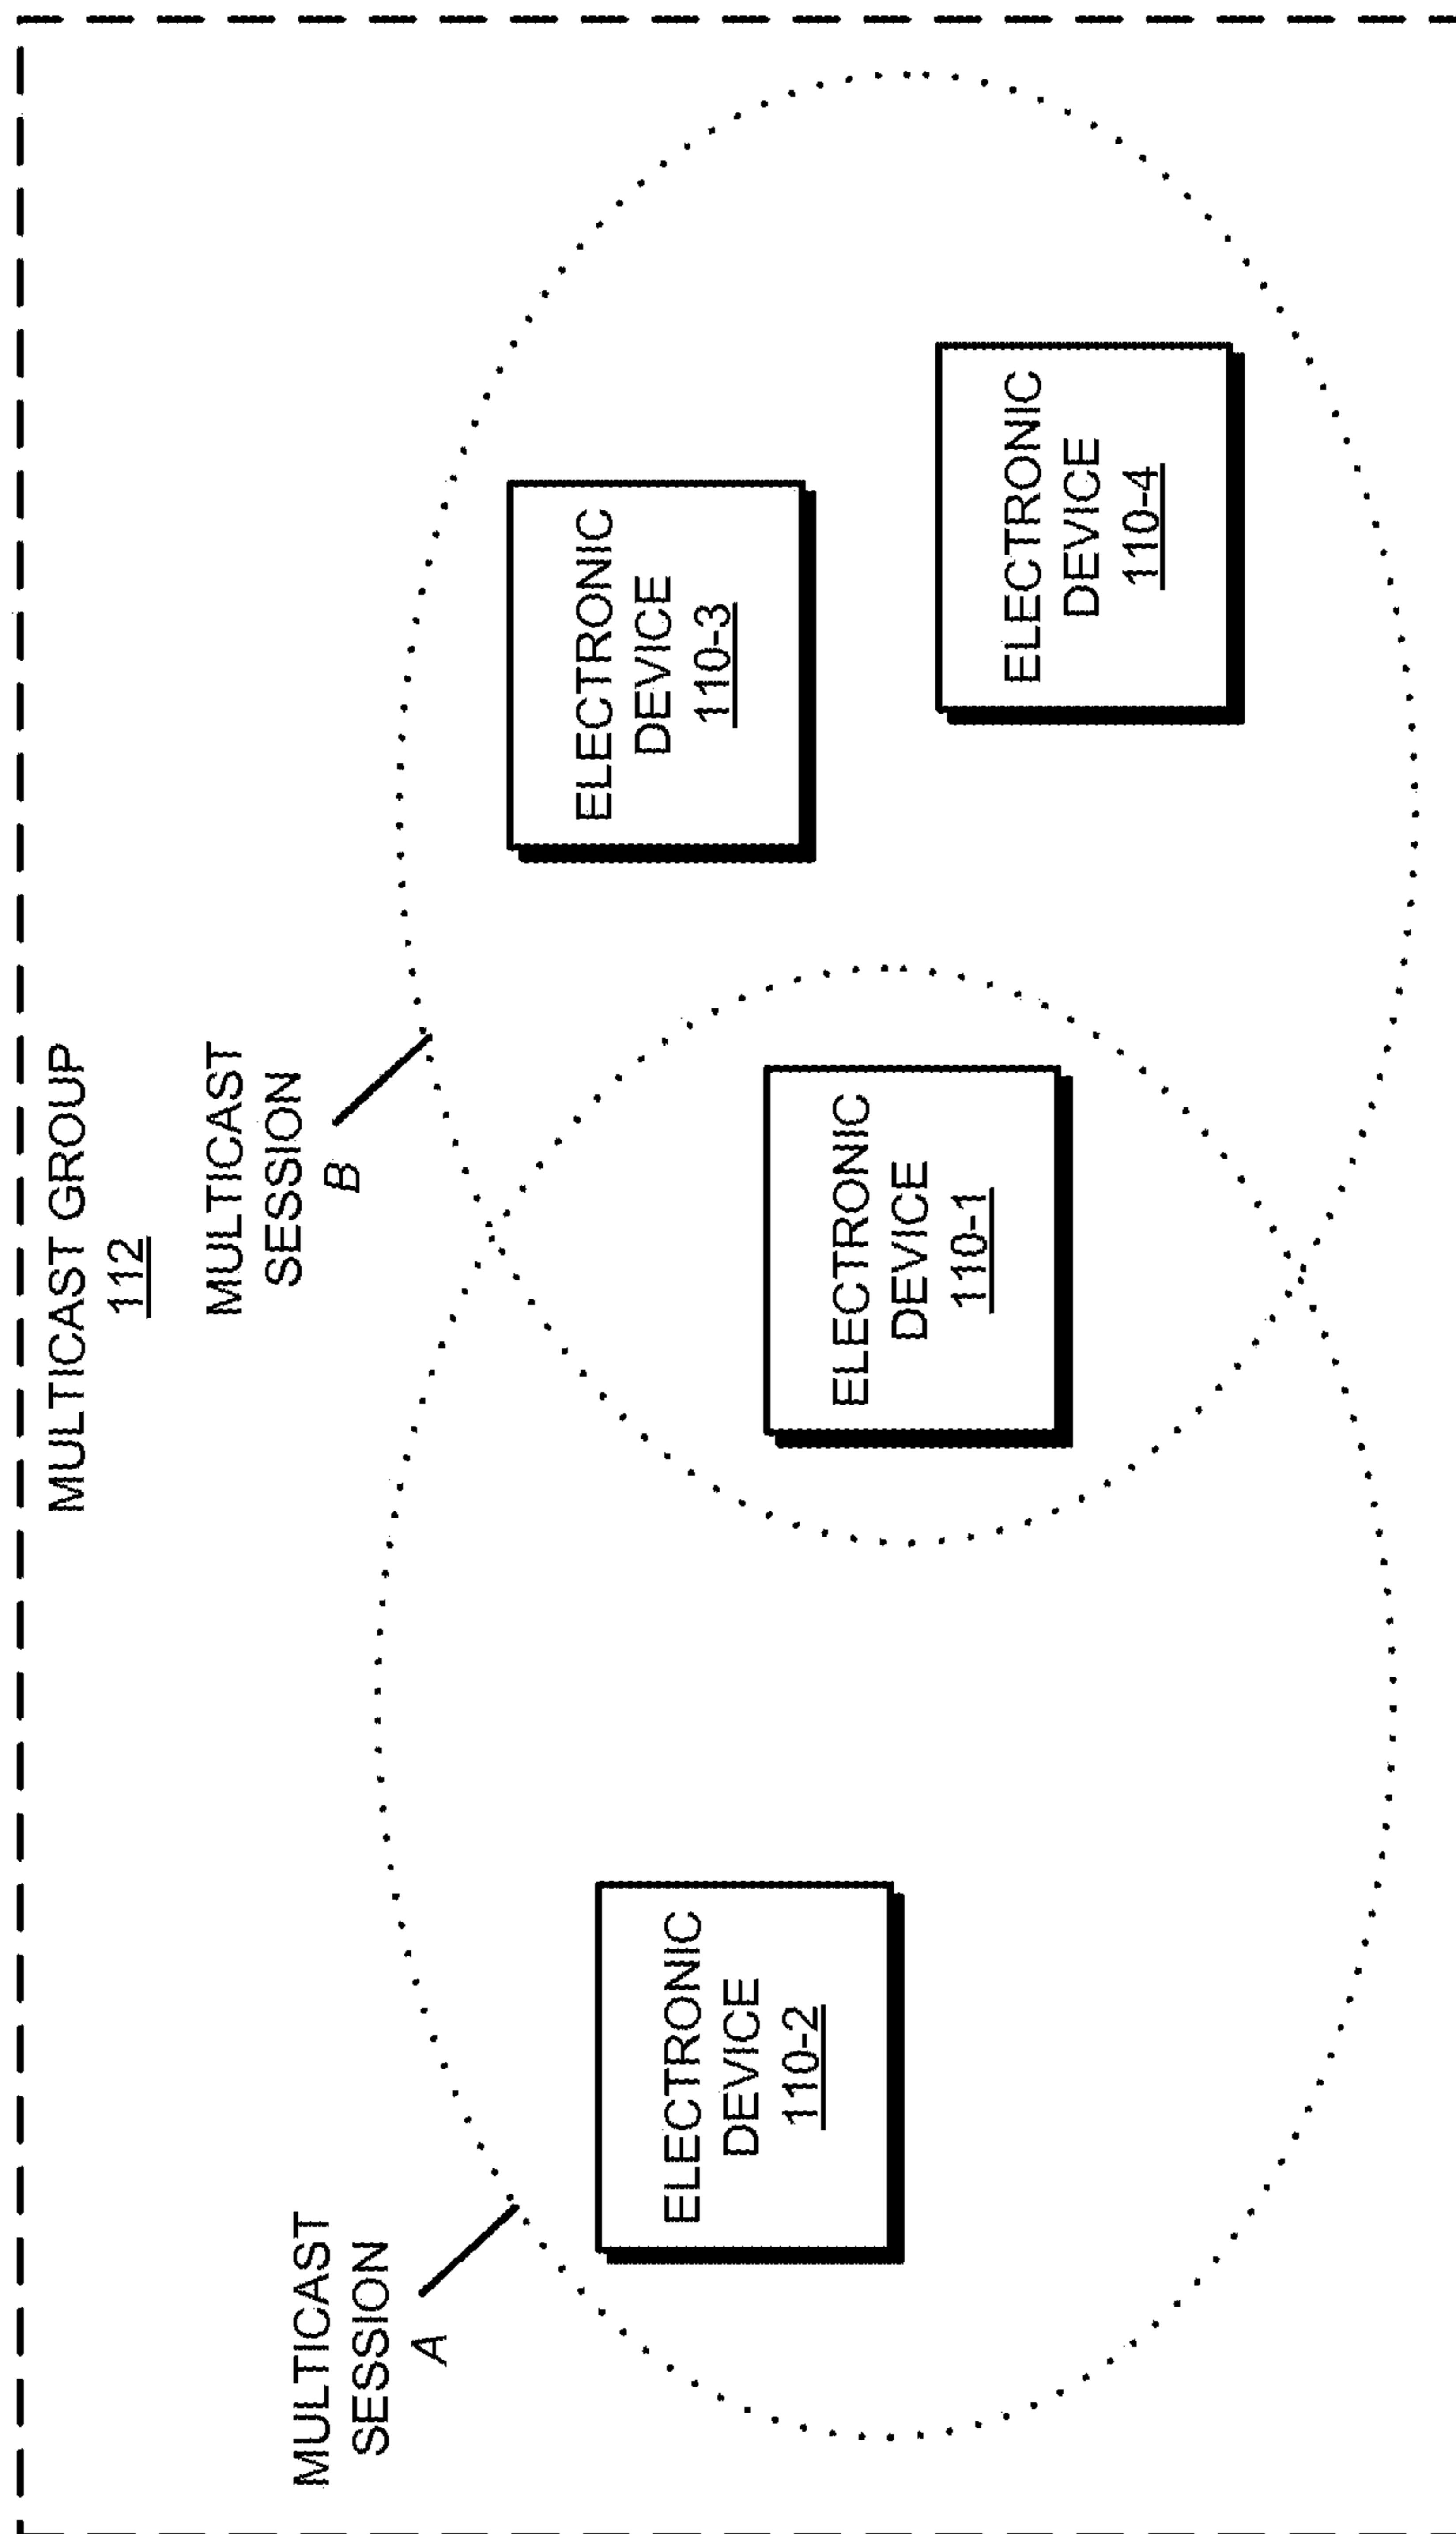 MULTICAST GROUP
112
MULTICAST
SESSION
B
MULTICAST
SESSION
A
ELECTRONIC
DEVICE
110-3
ELECTRONIC
DEVICE
110-2
ELECTRONIC
DEVICE
110-1
ELECTRONIC
DEVICE
110-4